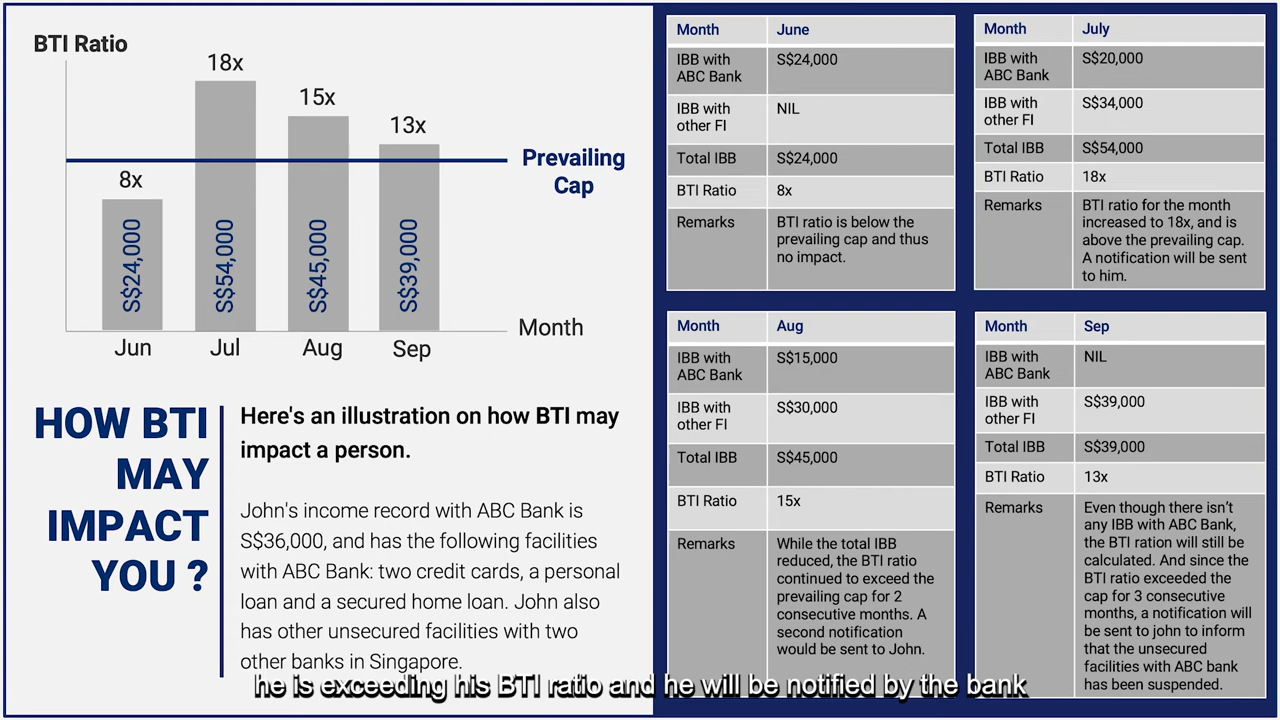 BTI Ratio
18x
15x
13x
8x
Prevailing
Cap
S$24,000
S$54,000
S$45,000
S$39,000
Month
Jun
Jul
Aug
Sep
HOW BTI
MAY
IMPACT
YOU ?
Here's an illustration on how BTI may
impact a person.
John's income record with ABC Bank is
S$36,000, and has the following facilities
with ABC Bank: two credit cards, a personal
loan and a secured home loan. John also
has other unsecured facilities with two
other banks in Singapore.
Month June
IBB with
ABC Bank
S$24,000
IBB with
other FI
NIL
Total IBB S$24,000
BTI Ratio 8x
Remarks
BTI ratio is below the
prevailing cap and thus
no impact.
Month July
IBB with
ABC Bank
S$20,000
IBB with
other FI
S$34,000
Total IBB S$54,000
BTI Ratio 18x
Remarks
BTI ratio for the month
increased to 18x, and is
above the prevailing cap.
A notification will be sent
to him.
Month Aug
IBB with
ABC Bank
S$15,000
IBB with
other FI
S$30,000
Total IBB S$45,000
BTI Ratio 15x
Remarks
While the total IBB
reduced, the BTI ratio
continued to exceed the
prevailing cap for 2
consecutive months. A
second notification
would be sent to John.
Month Sep
IBB with
ABC Bank
NIL
IBB with
other FI
S$39,000
Total IBB S$39,000
BTI Ratio 13x
Remarks
Even though there isn't
any IBB with ABC Bank,
the BTI ration will still be
calculated. And since the
BTI ratio exceeded the
cap for 3 consecutive
months, a notification will
be sent to john to inform
that the unsecured
facilities with ABC bank
has been suspended.
he is exceeding his BTI ratio and he will be notified by the bank